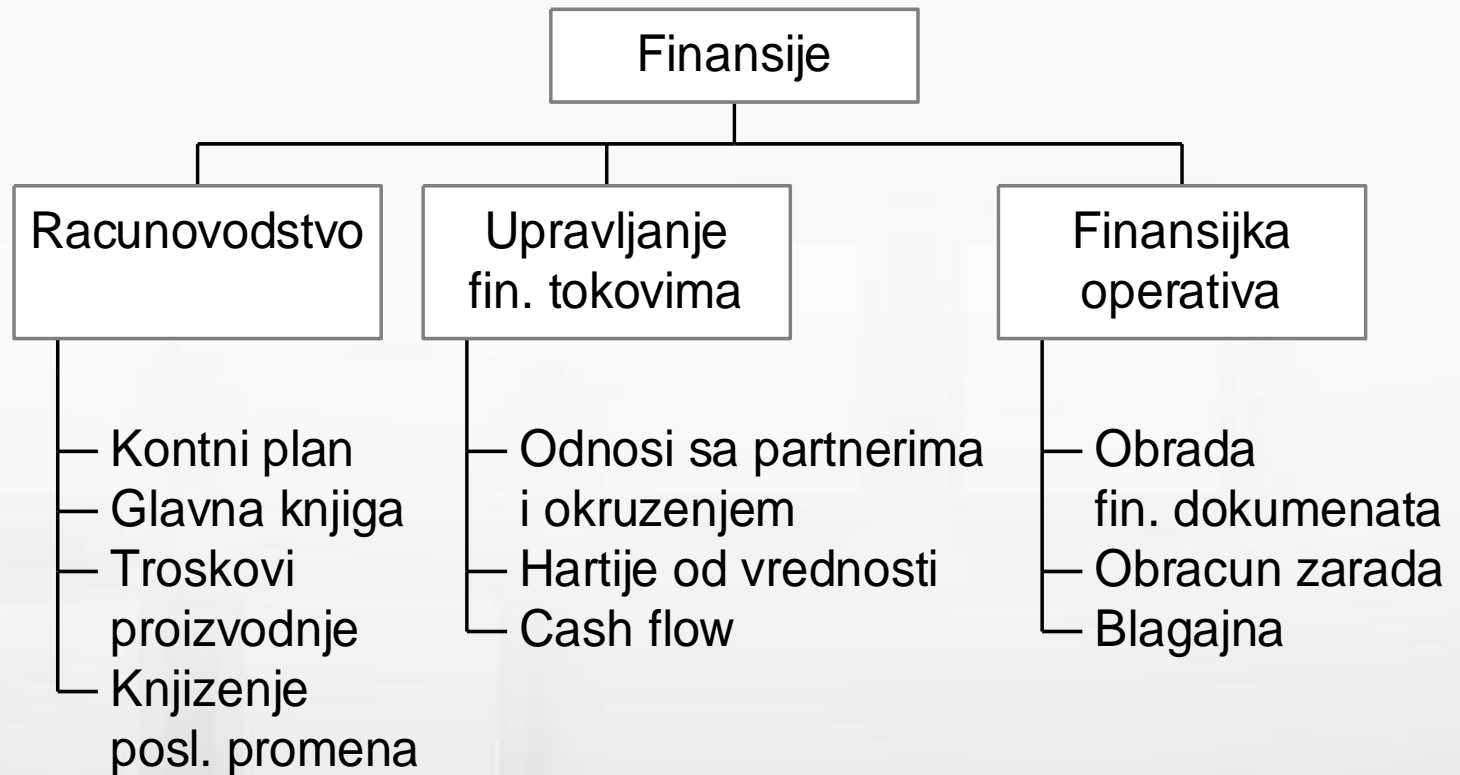 Finansije
Racunovodstvo
Upravljanje
fin. tokovima
Finansijka
operativa
Kontni plan
Glavna knjiga
Troskovi
proizvodnje
Knjizenje
posl. promena
Odnosi sa partnerima
i okruzenjem
Hartije od vrednosti
Cash flow
Obrada
fin. dokumenata
Obracun zarada
Blagajna